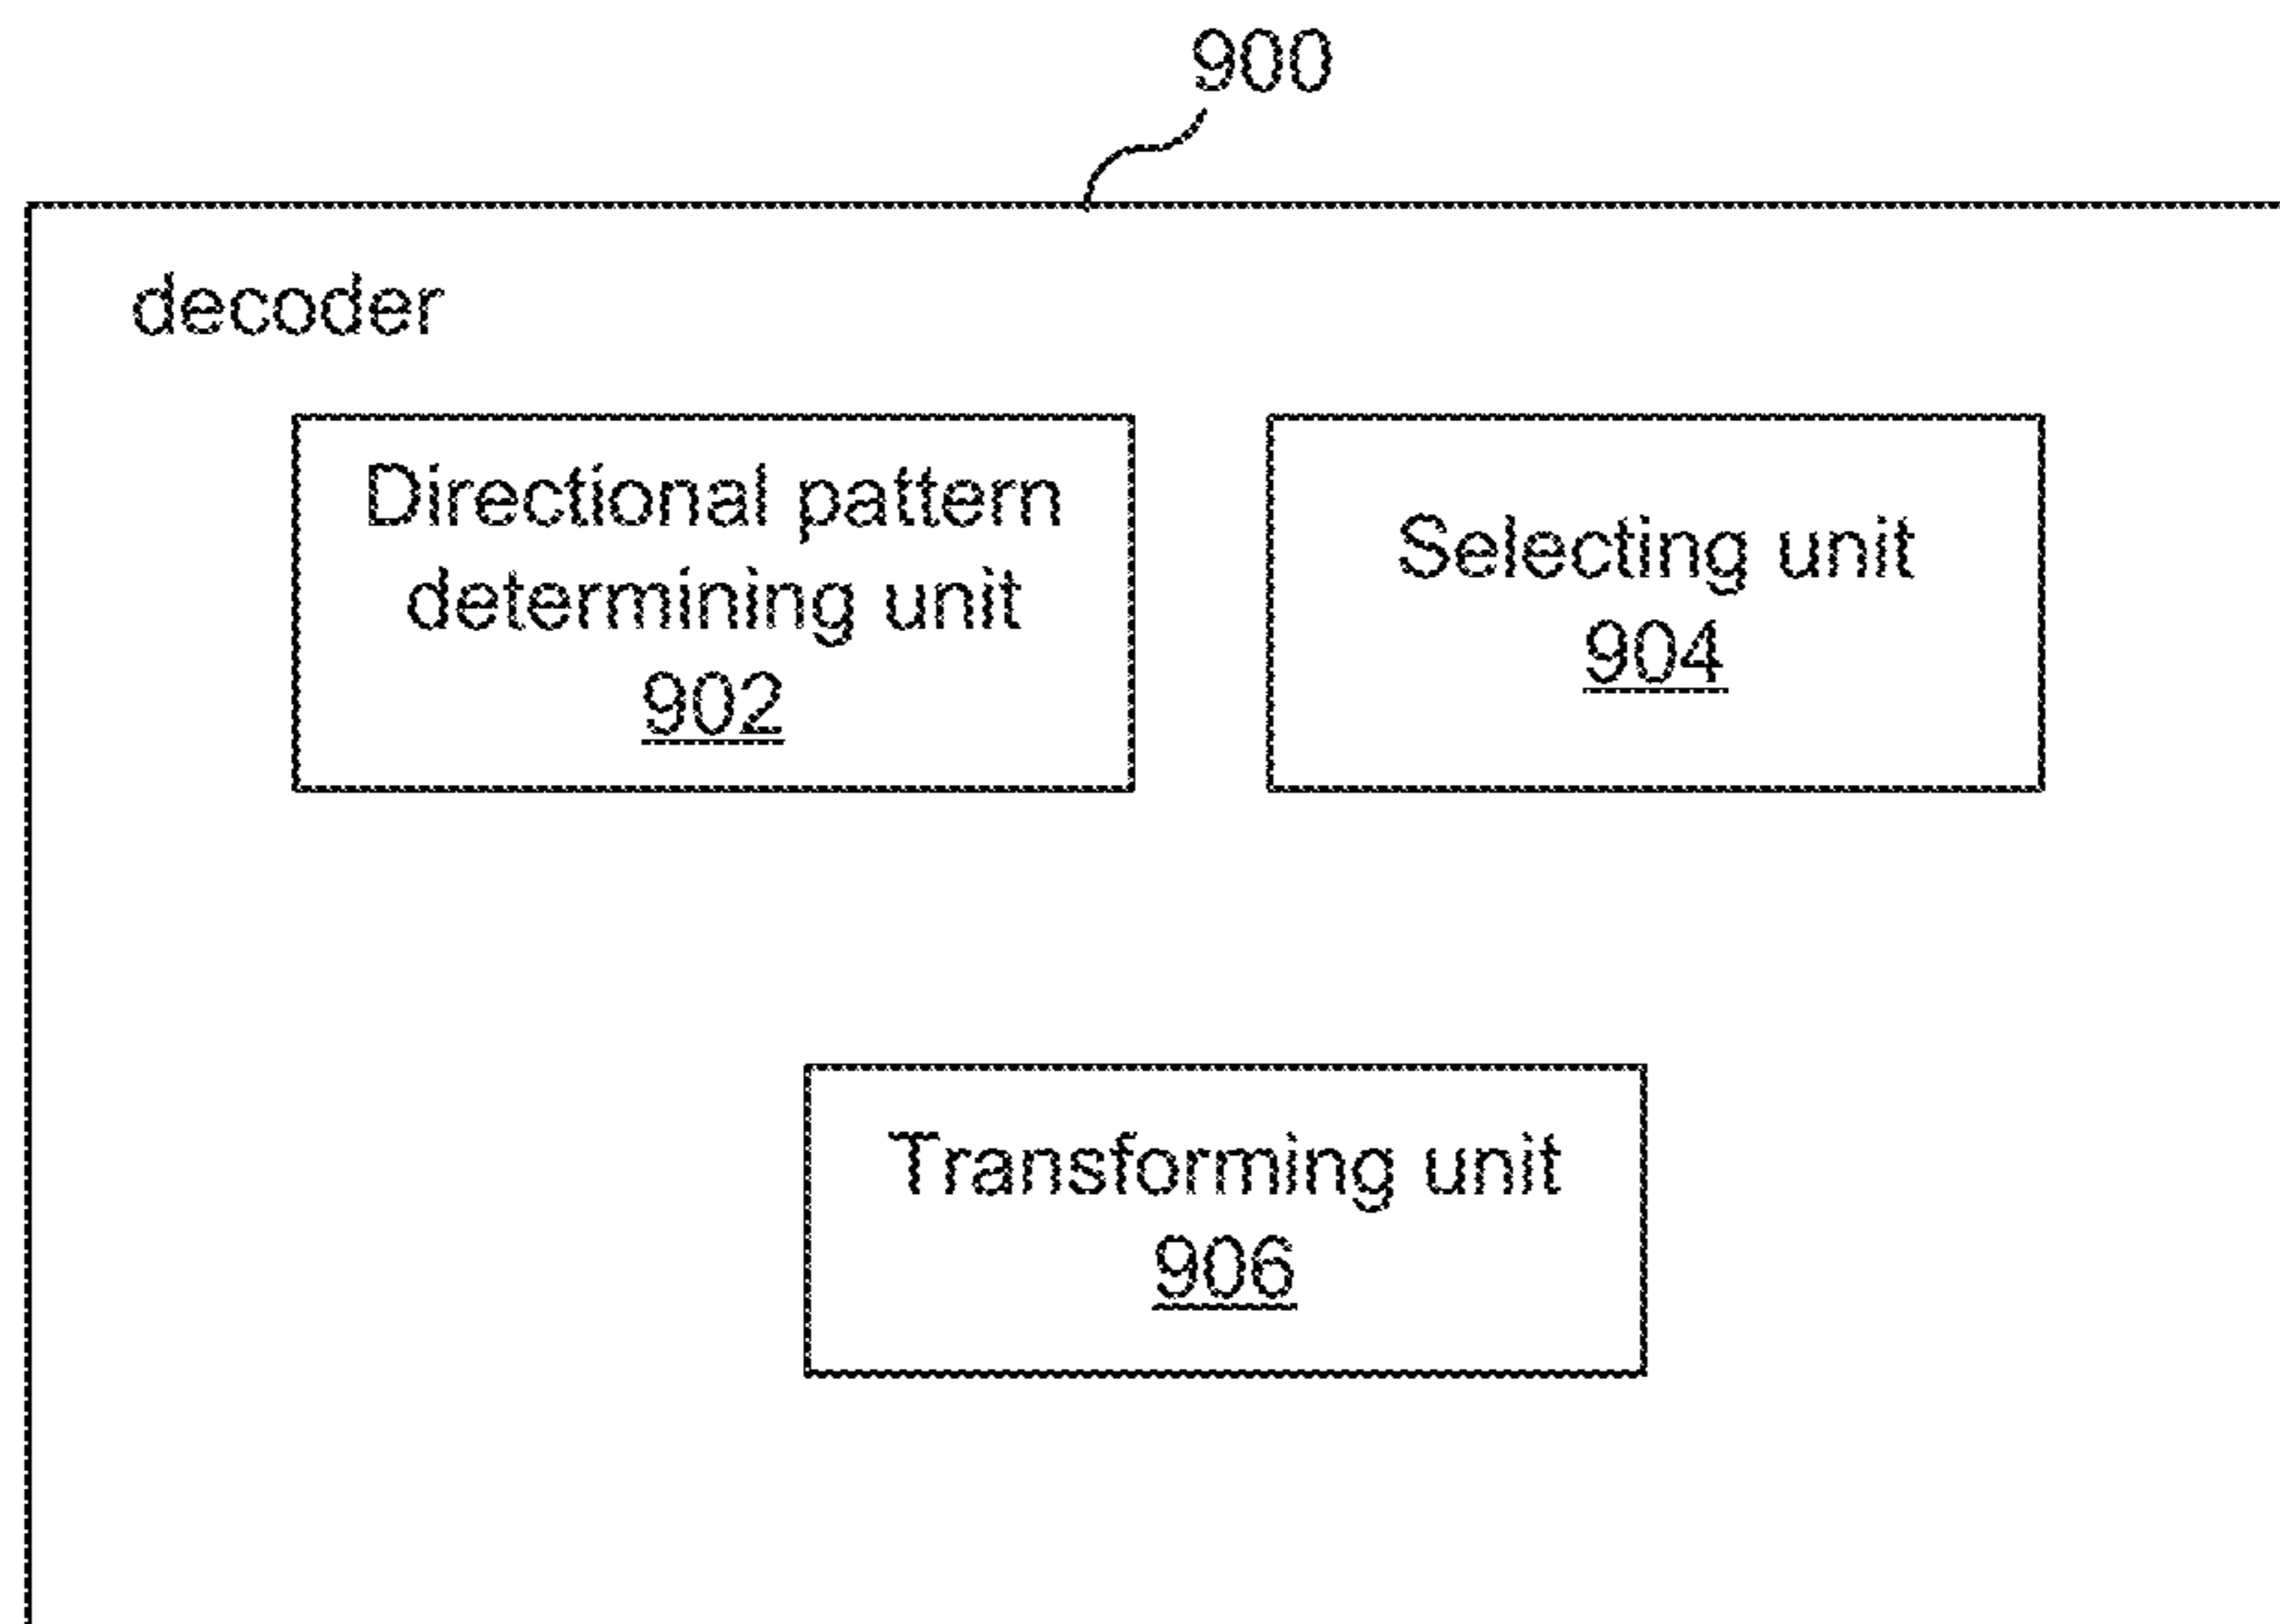 900
decoder
Directional pattern
determining unit
902
Selecting unit
904
Transforming unit
906